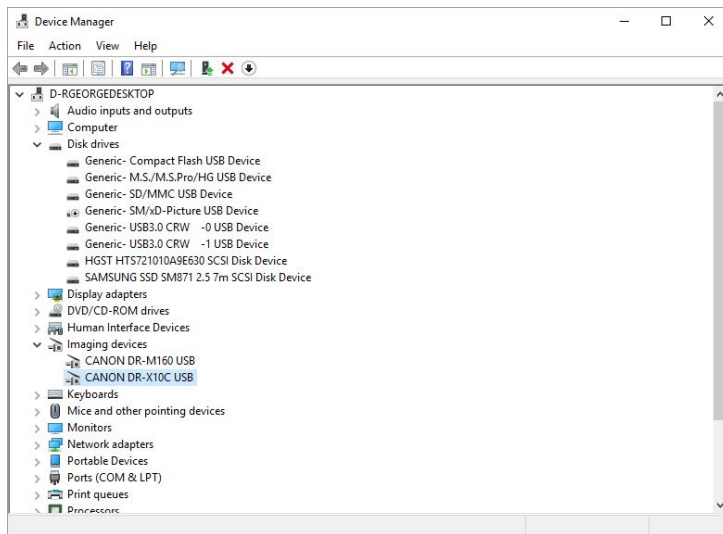 Device Manager
File Action View Help
D-RGEORGEDESKTOP
Audio inputs and outputs
Computer
Disk drives
Generic- Compact Flash USB Device
Generic- M.S./M.S.Pro/HG USB Device
Generic- SD/MMC USB Device
Generic- SM/xD-Picture USB Device
Generic- USB3.0 CRW -0 USB Device
Generic- USB3.0 CRW -1 USB Device
HGST HTS721010A9E630 SCSI Disk Device
SAMSUNG SSD SM871 2.5 7m SCSI Disk Device
Display adapters
DVD/CD-ROM drives
Human Interface Devices
Imaging devices
CANON DR-M160 USB
CANON DR-X10C USB
Keyboards
Mice and other pointing devices
Monitors
Network adapters
Portable Devices
Ports (COM & LPT)
Print queues
Processors